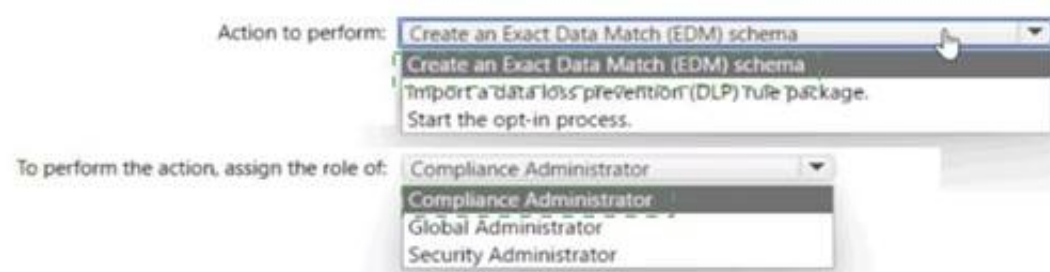 Action to perform: Create an Exact Data Match (EDM) schema
Create an Exact Data Match (EDM) schema
Import a data loss prevention (DLP) rule package.
Start the opt-in process.
To perform the action, assign the role of: Compliance Administrator
Compliance Administrator
Global Administrator
Security Administrator